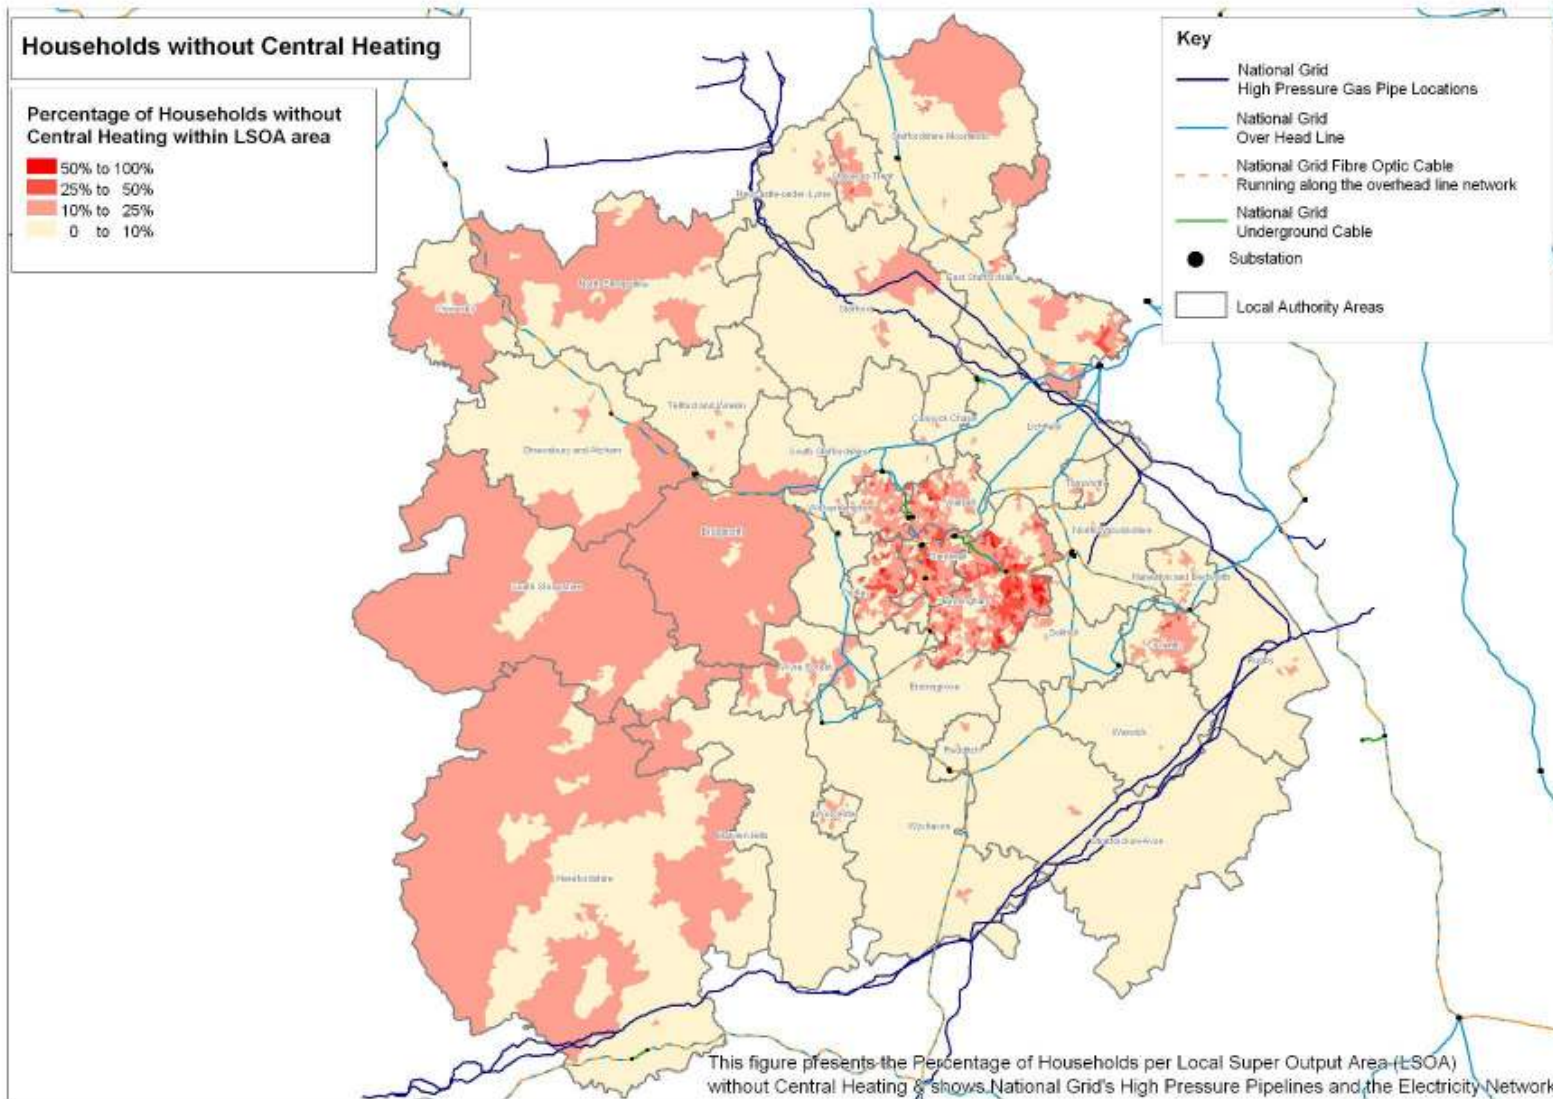 Households without Central Heating
Percentage of Households without
Central Heating within LSOA area
50% to 100%
25% to 50%
10% to 25%
0 to 10%
Key
National Grid
High Pressure Gas Pipe Locations
National Grid
Over Head Line
National Grid Fibre Optic Cable
Running along the overhead line network
National Grid
Underground Cable
Substation
Local Authority Areas
Staffordshire Moorlands
Newcastle-under-Lyme
East Staffordshire
North Shropshire
Oswestry
Stafford
Telford and Wrekin
Cannock Chase
Lichfield
Shrewsbury and Atcham
South Staffordshire
Tamworth
Walsall
North Warwickshire
Bridgnorth
Nuneaton and Bedworth
South Shropshire
Birmingham
Solihull
Coventry
Rugby
Wyre Forest
Bromsgrove
Warwick
Redditch
Worcester
Wychavon
Malvern Hills
Stratford-on-Avon
Herefordshire
This figure presents the Percentage of Households per Local Super Output Area (LSOA)
without Central Heating & shows National Grid's High Pressure Pipelines and the Electricity Network